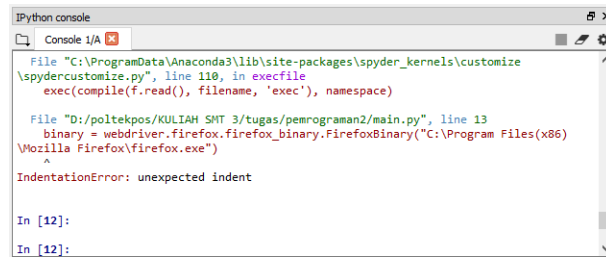 IPython console
Console 1/A
File "C:\ProgramData\Anaconda3\lib\site-packages\spyder_kernels\customize
\spydercustomize.py", line 110, in execfile
exec(compile(f.read(), filename, 'exec'), namespace)
File "D:/poltekpos/KULIAH SMT 3/tugas/pemrograman2/main.py", line 13
binary = webdriver.firefox.firefox_binary.FirefoxBinary("C:\Program Files(x86)
\Mozilla Firefox\firefox.exe")
^
IndentationError: unexpected indent
In [12]:
In [12]: